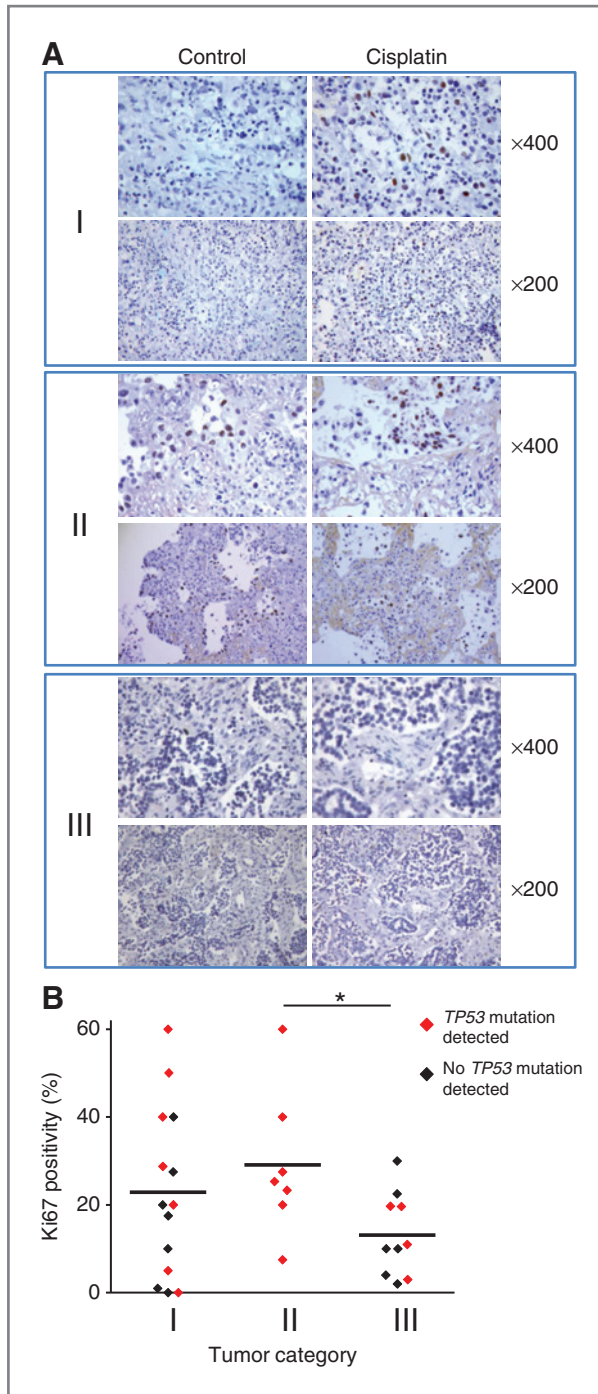 A
Control Cisplatin
I
×400
×200
II
×400
×200
III
×400
×200
B
*
TP53 mutation
detected
No TP53 mutation
detected
Ki67 positivity (%)
60
40
20
0
I II III
Tumor category